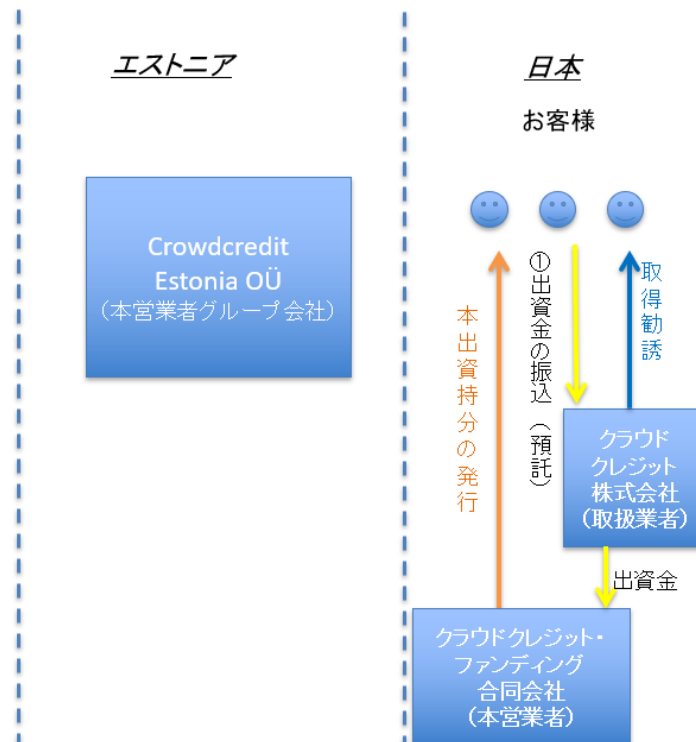 エストニア
日本
お客様
Crowdcredit
Estonia OÜ
（本営業者グループ会社）
本出資持分の発行
①出資金の振込（預託）
取得勧誘
クラウド
クレジット
株式会社
（取扱業者）
出資金
クラウドクレジット・
ファンディング
合同会社
（本営業者）